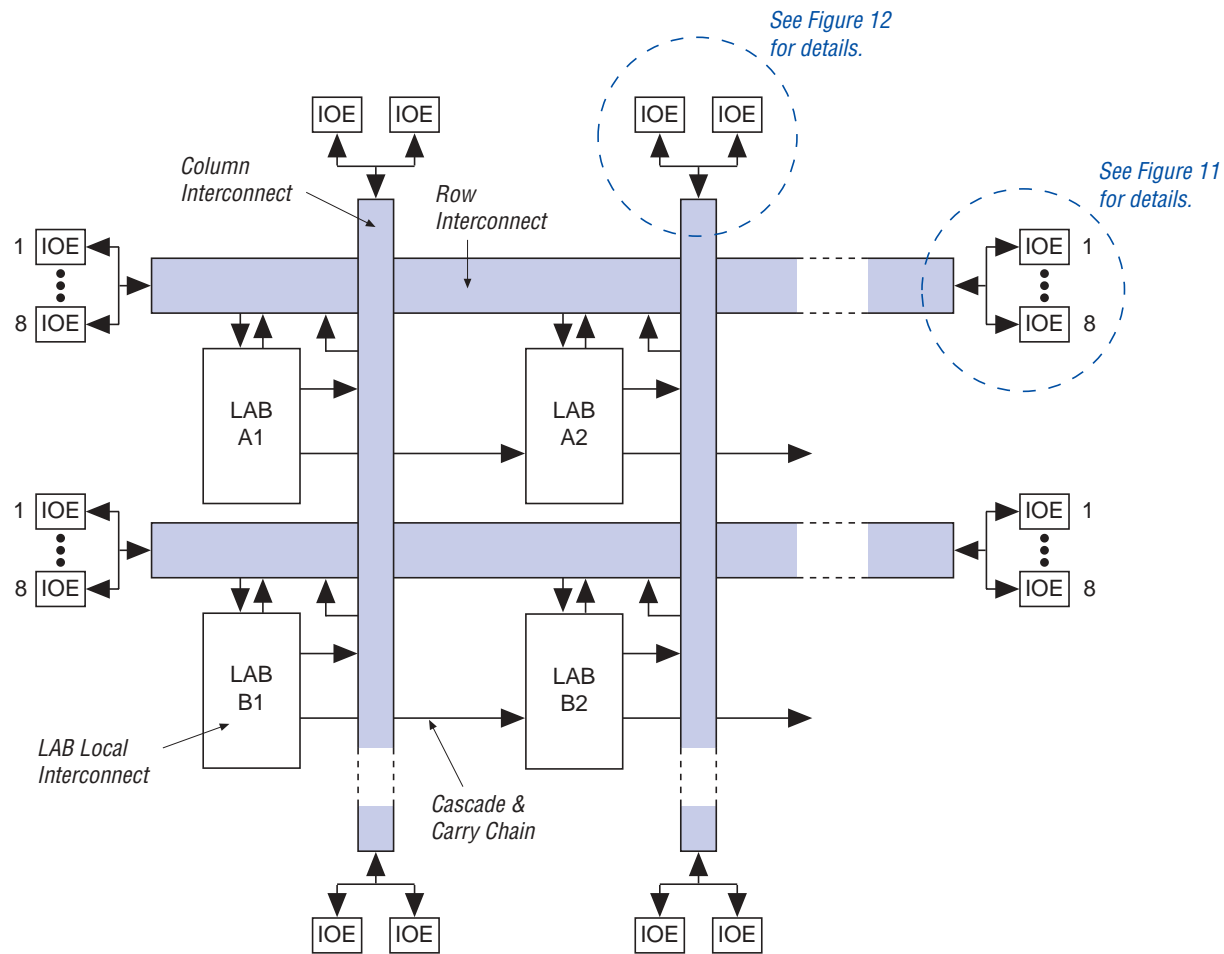 See Figure 12
for details.
IOE IOE IOE IOE
Column
Interconnect
Row
Interconnect
See Figure 11
for details.
1 IOE IOE 1
8 IOE IOE 8
LAB
A1
LAB
A2
1 IOE IOE 1
8 IOE IOE 8
LAB
B1
LAB
B2
LAB Local
Interconnect
Cascade &
Carry Chain
IOE IOE IOE IOE